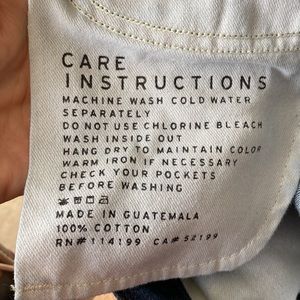 CARE
INSTRUCTIONS
MACHINE WASH COLD WATER
SEPARATELY
DO NOT USE CHLORINE BLEACH
WASH INSIDE OUT
HANG DRY TO MAINTAIN COLOR
WARM IRON IF NECESSARY
CHECK YOUR POCKETS
BEFORE WASHING
MADE IN GUATEMALA
100% COTTON
RN# 114199 CA# 52199